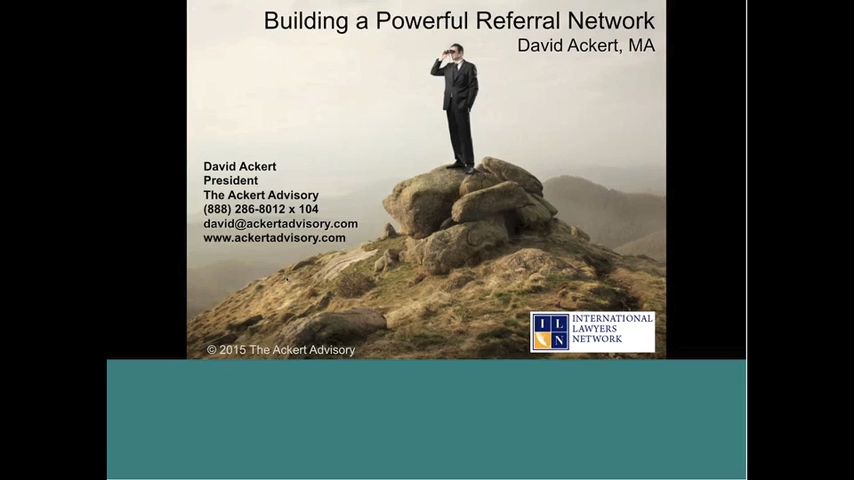 Building a Powerful Referral Network
David Ackert, MA
David Ackert
President
The Ackert Advisory
(888) 286-8012 x 104
david@ackertadvisory.com
www.ackertadvisory.com
I L
N
INTERNATIONAL
LAWYERS
NETWORK
© 2015 The Ackert Advisory